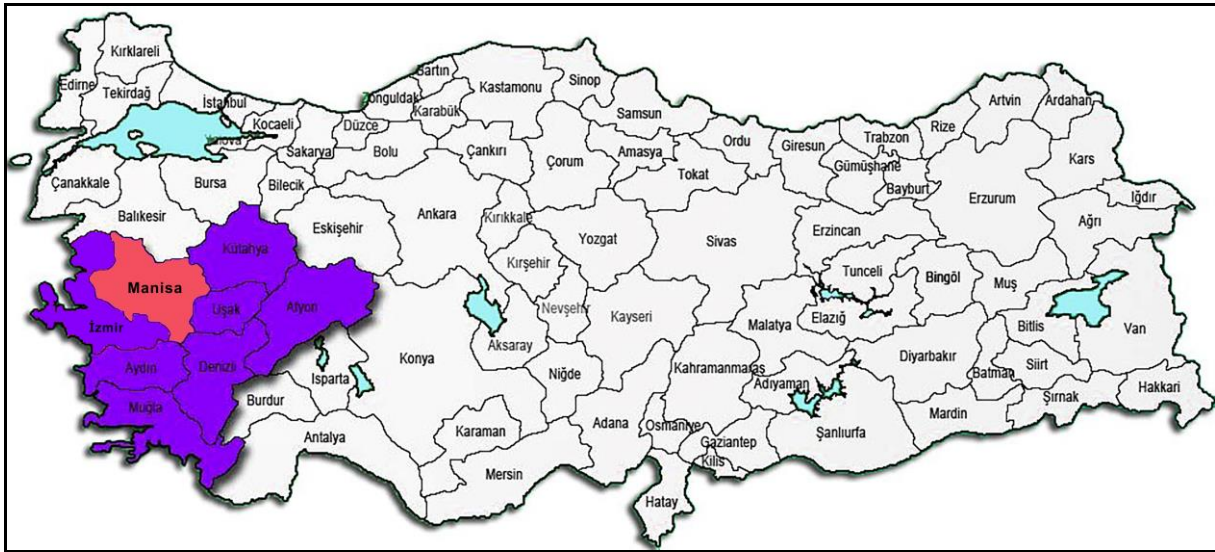 Kırklareli
Edirne
Tekirdağ
İstanbul
Kocaeli
Yalova
Sakarya
Düzce
Zonguldak
Bartın
Karabük
Kastamonu
Sinop
Samsun
Bolu
Çankırı
Çorum
Amasya
Ordu
Giresun
Trabzon
Rize
Artvin
Ardahan
Kars
Gümüşhane
Bayburt
Tokat
Erzurum
Iğdır
Ağrı
Çanakkale
Bursa
Bilecik
Balıkesir
Eskişehir
Ankara
Kırıkkale
Yozgat
Sivas
Erzincan
Kütahya
Kırşehir
Tunceli
Bingöl
Muş
Manisa
Uşak
Afyon
Nevşehir
Kayseri
Malatya
Elazığ
Bitlis
Van
İzmir
Aksaray
Konya
Diyarbakır
Siirt
Batman
Aydın
Denizli
Isparta
Niğde
Kahramanmaraş
Adıyaman
Hakkari
Şırnak
Mardin
Muğla
Burdur
Antalya
Karaman
Mersin
Adana
Osmaniye
Gaziantep
Kilis
Şanlıurfa
Hatay